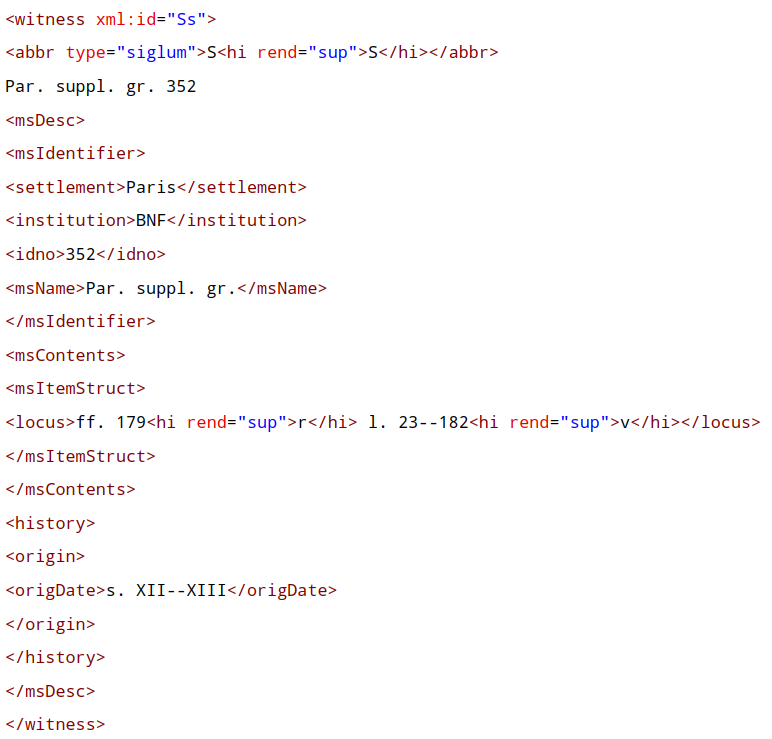 <witness xml:id="Ss">
<abbr type="siglum">S<hi rend="sup">S</hi></abbr>
Par. suppl. gr. 352
<msDesc>
<msIdentifier>
<settlement>Paris</settlement>
<institution>BNF</institution>
<idno>352</idno>
<msName>Par. suppl. gr.</msName>
</msIdentifier>
<msContents>
<msItemStruct>
<locus>ff. 179<hi rend="sup">r</hi> l. 23--182<hi rend="sup">v</hi></locus>
</msItemStruct>
</msContents>
<history>
<origin>
<origDate>s. XII--XIII</origDate>
</origin>
</history>
</msDesc>
</witness>